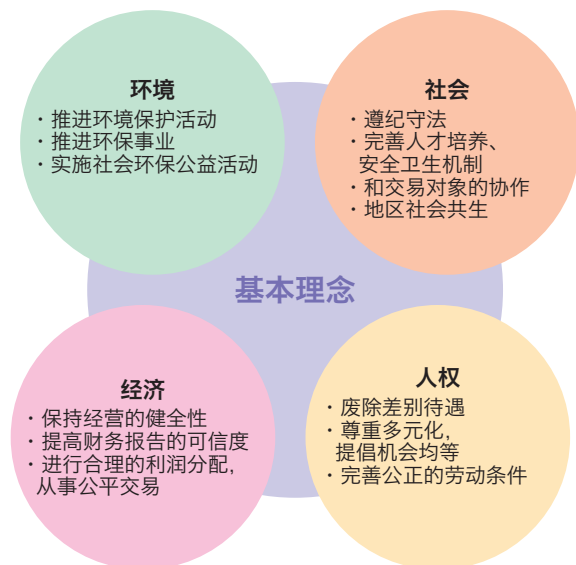 环境
・推进环境保护活动
・推进环保事业
・实施社会环保公益活动
社会
・遵纪守法
・完善人才培养、
安全卫生机制
・和交易对象的协作
・地区社会共生
基本理念
经济
・保持经营的健全性
・提高财务报告的可信度
・进行合理的利润分配，
从事公平交易
人权
・废除差别待遇
・尊重多元化，
提倡机会均等
・完善公正的劳动条件